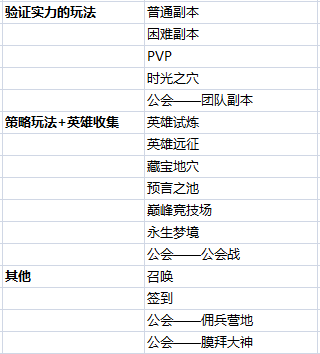 验证实力的玩法 普通副本
困难副本
PVP
时光之穴
公会——团队副本
策略玩法+英雄收集 英雄试炼
英雄远征
藏宝地穴
预言之池
巅峰竞技场
永生梦境
公会——公会战
其他 召唤
签到
公会——佣兵营地
公会——膜拜大神